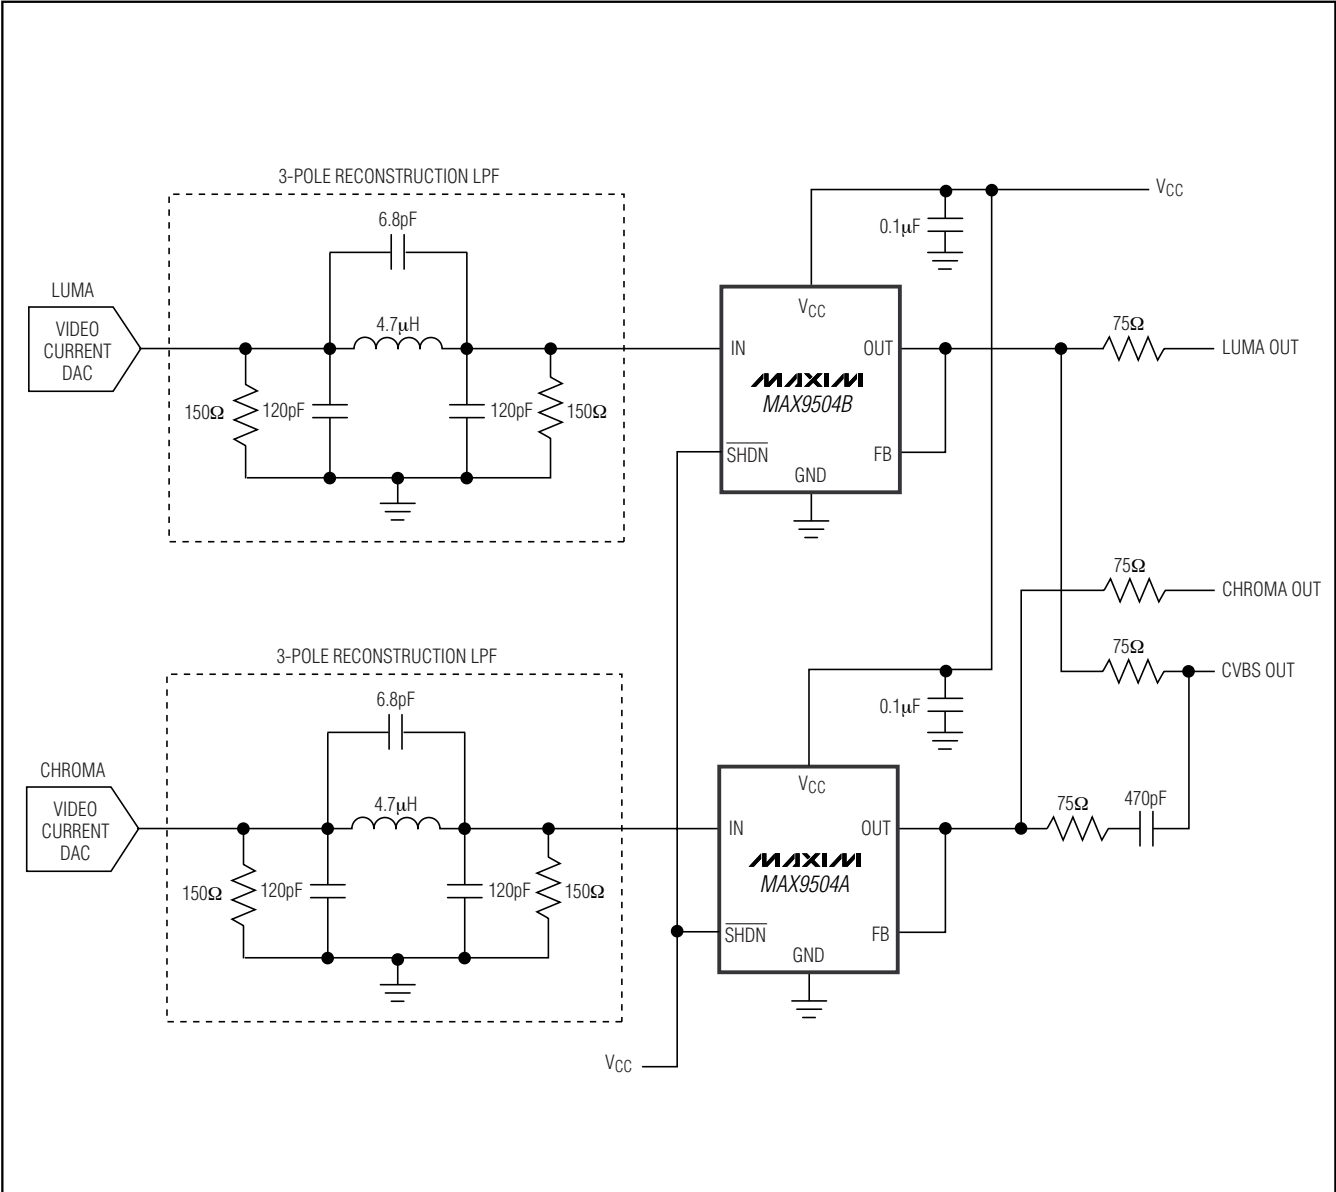 3-POLE RECONSTRUCTION LPF
6.8pF
LUMA
VIDEO
CURRENT
DAC
4.7μH
150Ω
120pF
120pF
150Ω
VCC
0.1μF
VCC
IN
OUT
MAXIM
MAX9504B
SHDN
FB
GND
75Ω
LUMA OUT
75Ω
CHROMA OUT
75Ω
CVBS OUT
3-POLE RECONSTRUCTION LPF
6.8pF
CHROMA
VIDEO
CURRENT
DAC
4.7μH
150Ω
120pF
120pF
150Ω
0.1μF
VCC
IN
OUT
MAXIM
MAX9504A
SHDN
FB
GND
75Ω
470pF
VCC